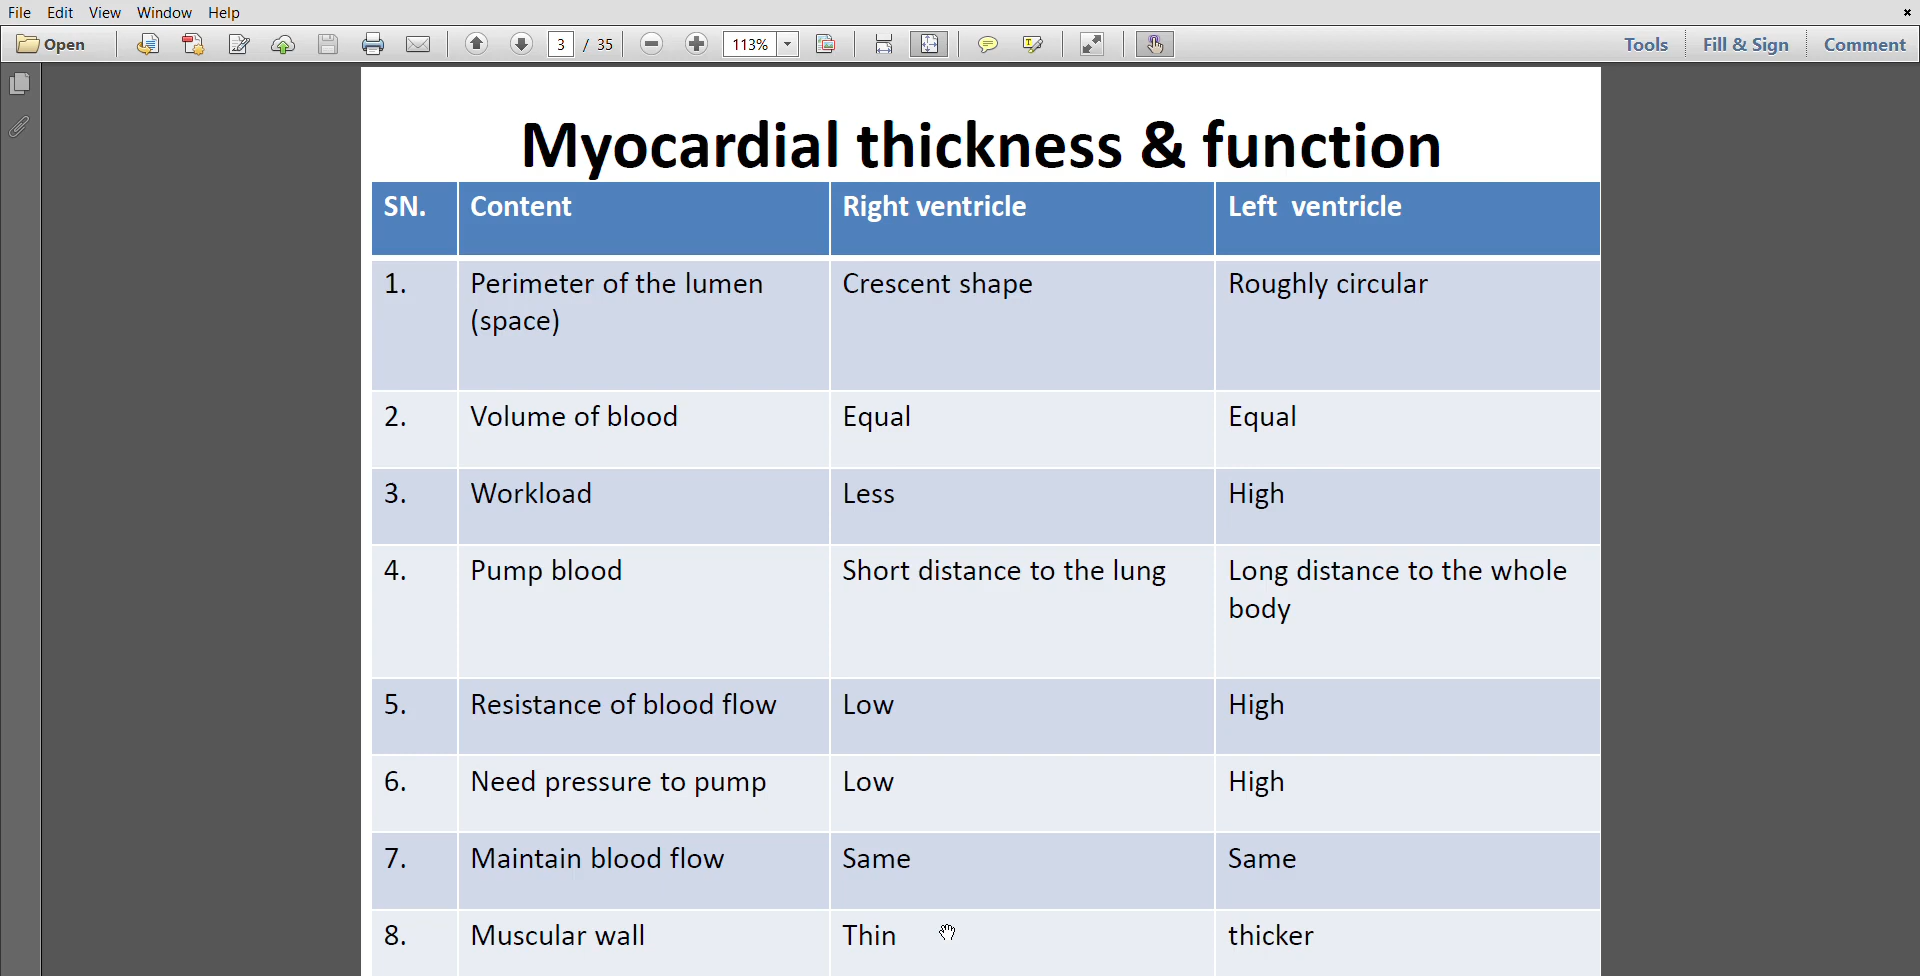 File Edit View Window Help
Open 3 / 35 113% Tools Fill & Sign Comment
Myocardial thickness & function
SN. Content Right ventricle Left ventricle
1. Perimeter of the lumen Crescent shape Roughly circular
(space)
2. Volume of blood Equal Equal
3. Workload Less High
4. Pump blood Short distance to the lung Long distance to the whole
body
5. Resistance of blood flow Low High
6. Need pressure to pump Low High
7. Maintain blood flow Same Same
8. Muscular wall Thin thicker